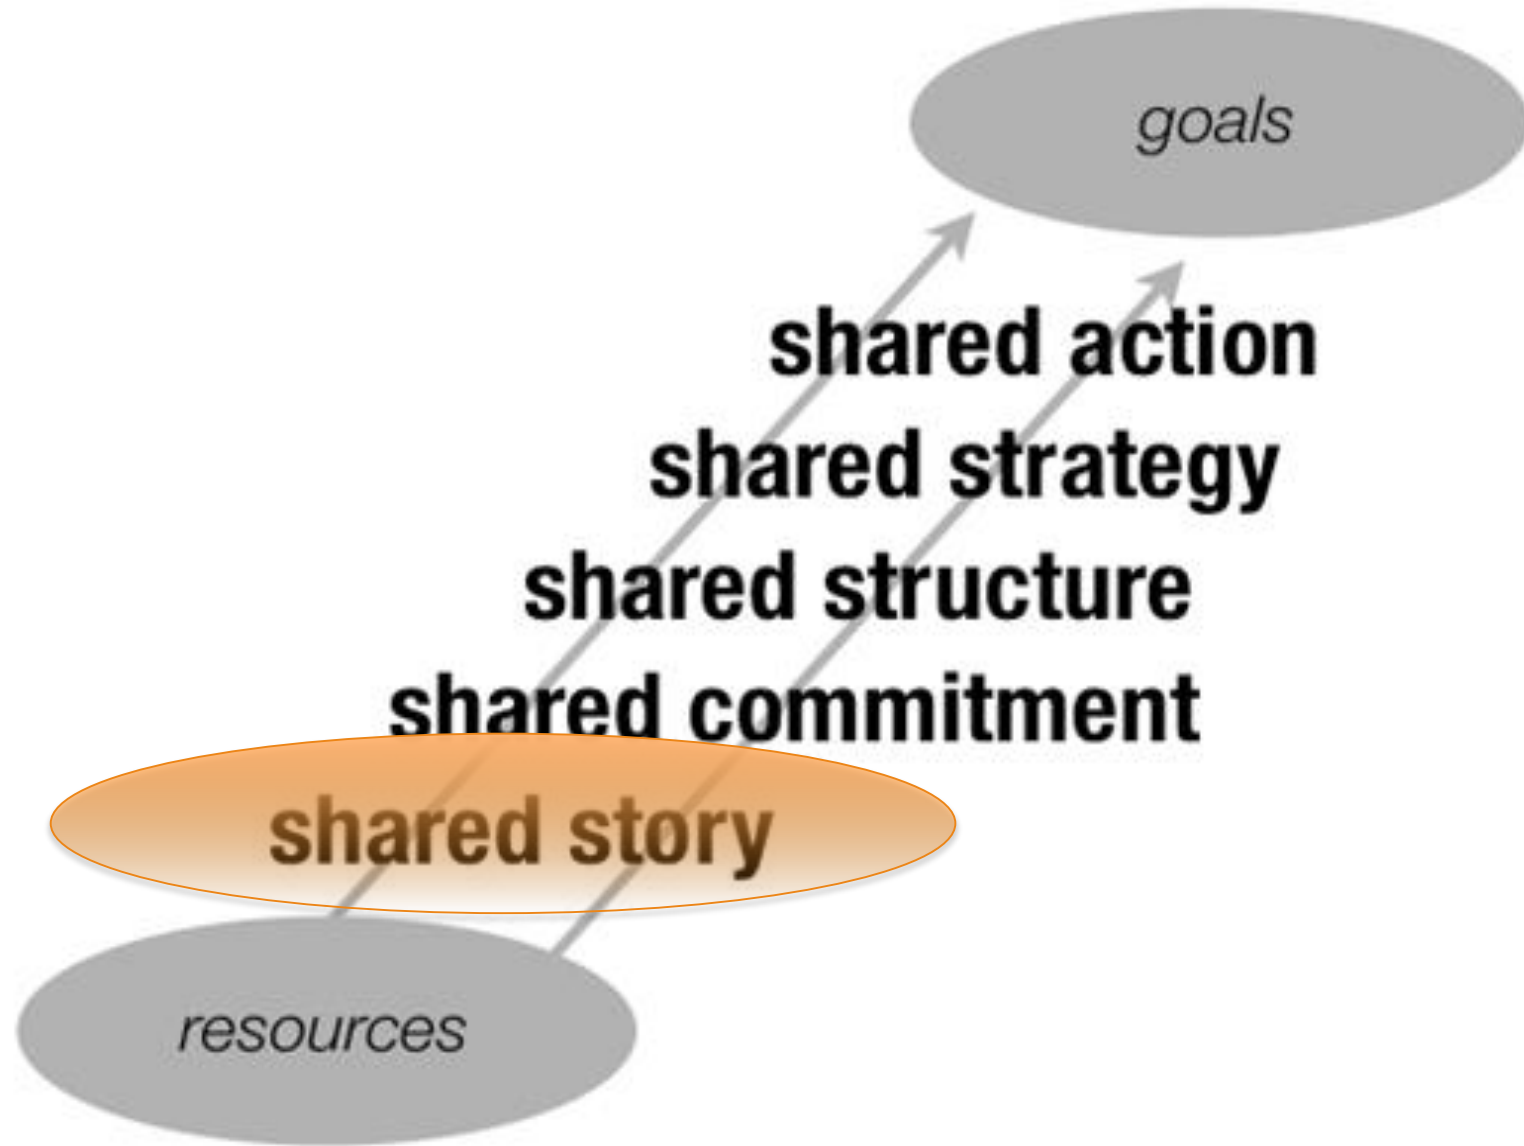 goals
shared action
shared strategy
shared structure
shared commitment
shared story
resources